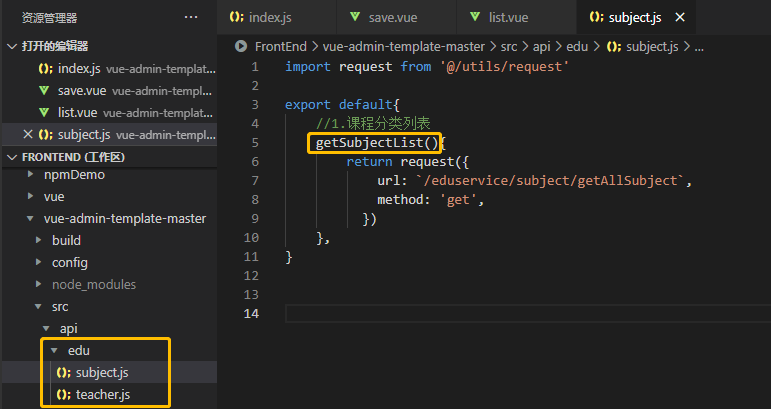 资源管理器
打开的编辑器
index.js vue-admin-templat...
save.vue vue-admin-templat...
list.vue vue-admin-templat...
subject.js vue-admin-templ...
FRONTEND (工作区)
npmDemo
vue
vue-admin-template-master
build
config
node_modules
src
api
edu
subject.js
teacher.js
index.js save.vue list.vue subject.js
FrontEnd > vue-admin-template-master > src > api > edu > subject.js > ...
1 import request from '@/utils/request'
2
3 export default{
4 //1.课程分类列表
5 getSubjectList(){
6 return request({
7 url: `/eduservice/subject/getAllSubject`,
8 method: 'get',
9 })
10 },
11 }
12
13
14